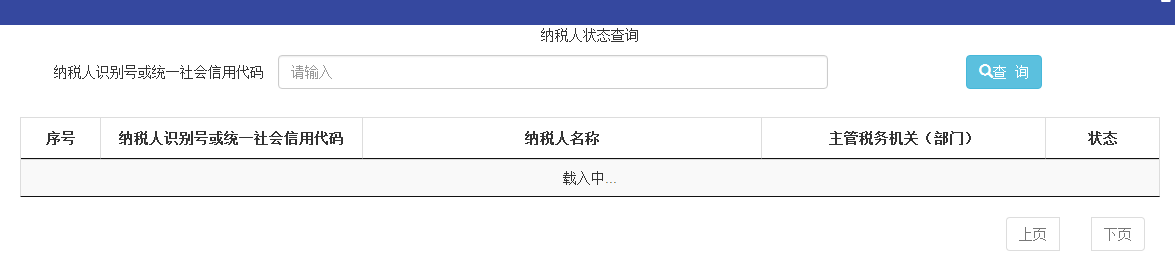 纳税人状态查询
纳税人识别号或统一社会信用代码 请输入 查 询
序号 纳税人识别号或统一社会信用代码 纳税人名称 主管税务机关（部门） 状态
载入中...
上页 下页